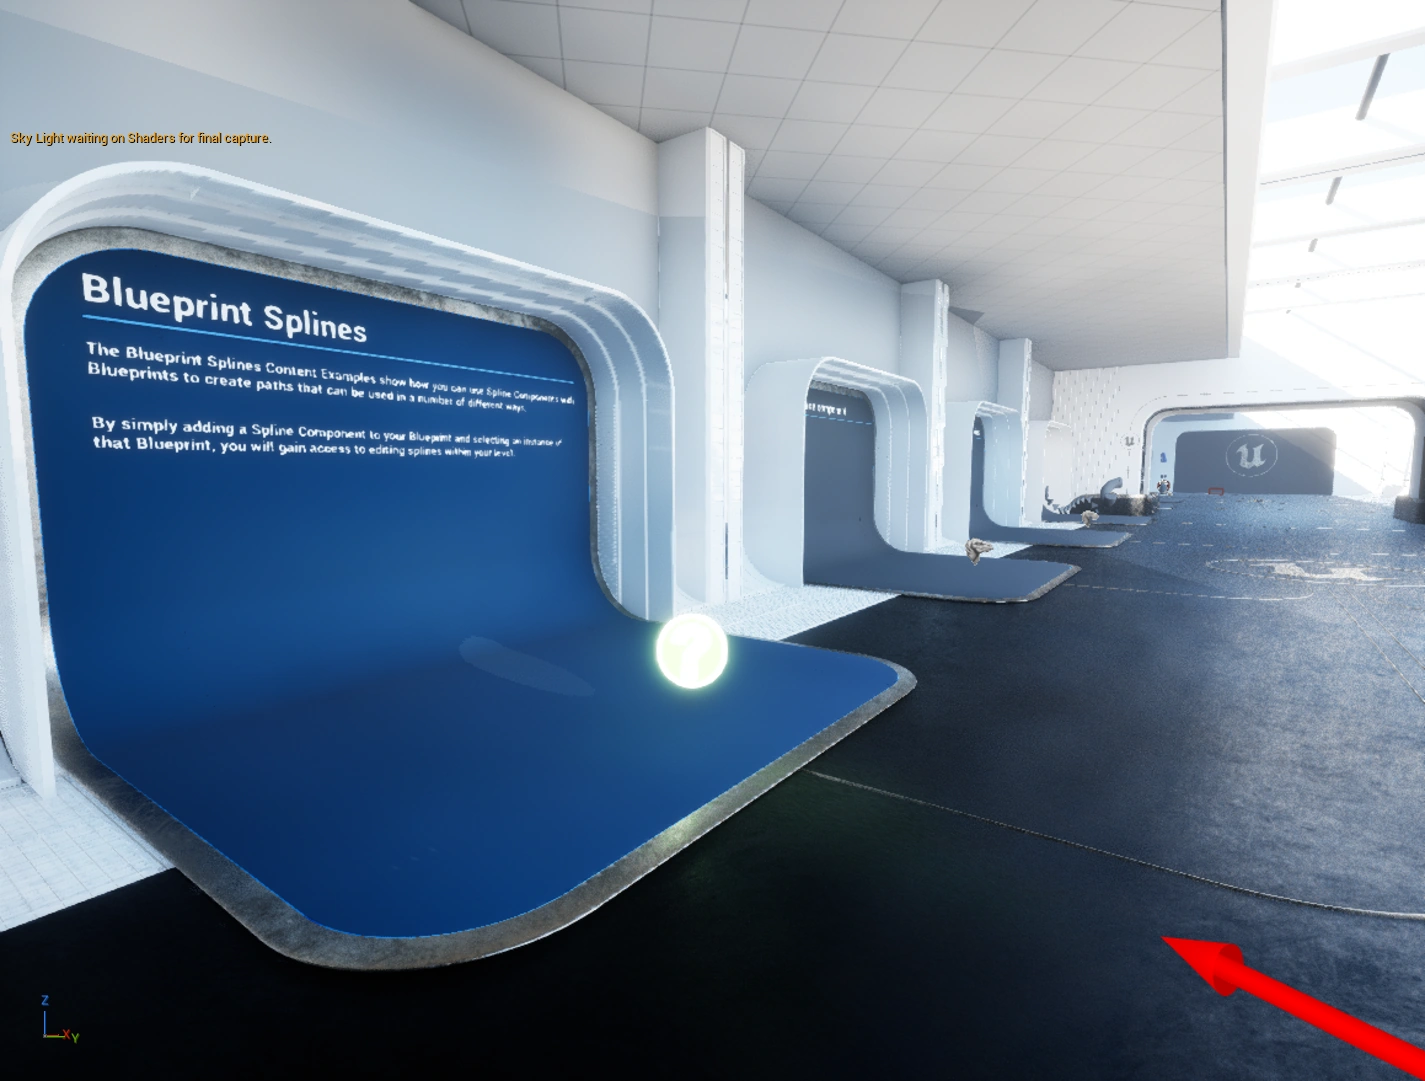 Sky Light waiting on Shaders for final capture.
Blueprint Splines
The Blueprint Splines Content Examples show how you can use Spline Components with
Blueprints to create paths that can be used in a number of different ways.
By simply adding a Spline Component to your Blueprint and selecting an instance of
that Blueprint, you will gain access to editing splines within your level.
?
Z
X
Y